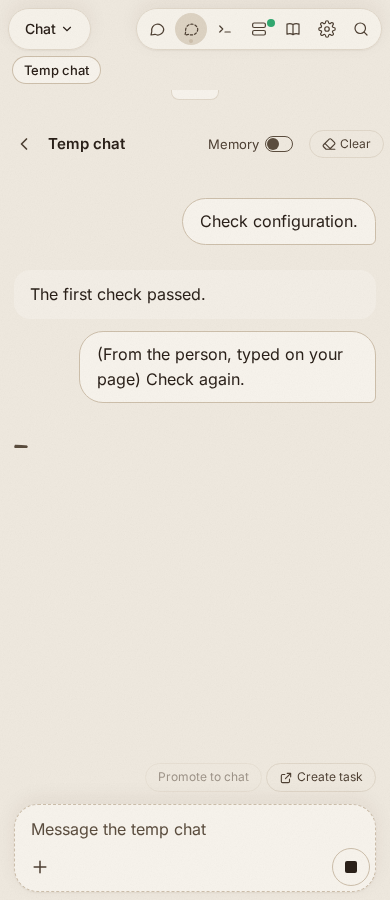 Chat
Temp chat
Temp chat
Memory
Clear
Check configuration.
The first check passed.
(From the person, typed on your
page) Check again.
Promote to chat
Create task
Message the temp chat